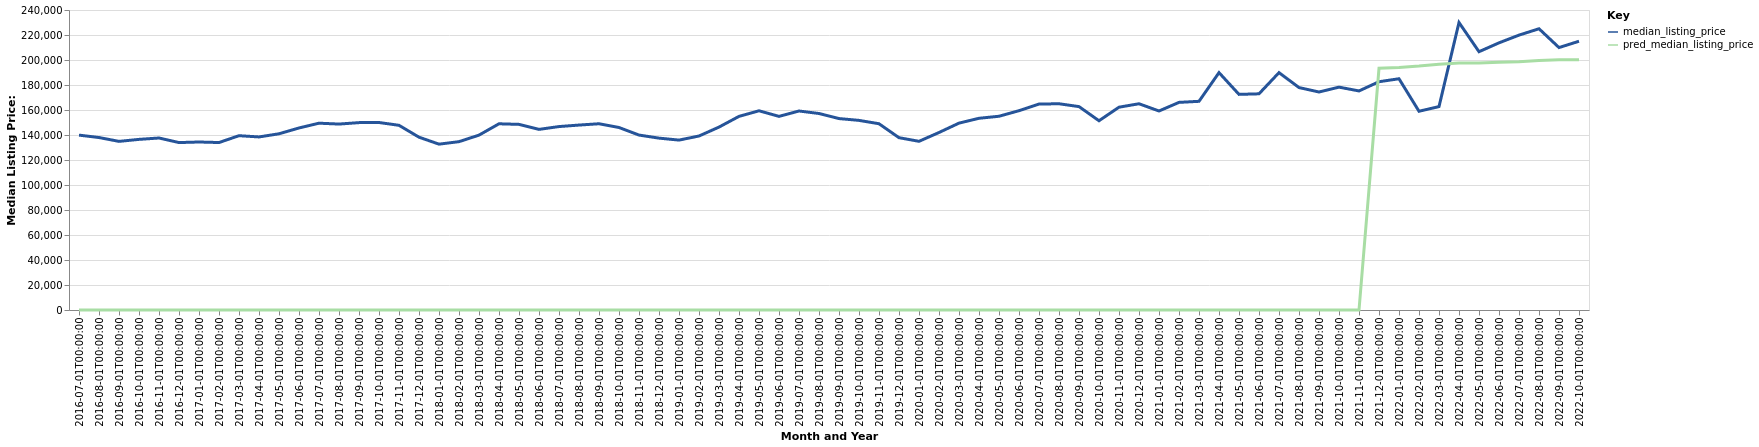 240,000
220,000
200,000
180,000
160,000
140,000
120,000
100,000
80,000
60,000
40,000
20,000
0
Median Listing Price:
2016-07-01T00:00:00
2016-08-01T00:00:00
2016-09-01T00:00:00
2016-10-01T00:00:00
2016-11-01T00:00:00
2016-12-01T00:00:00
2017-01-01T00:00:00
2017-02-01T00:00:00
2017-03-01T00:00:00
2017-04-01T00:00:00
2017-05-01T00:00:00
2017-06-01T00:00:00
2017-07-01T00:00:00
2017-08-01T00:00:00
2017-09-01T00:00:00
2017-10-01T00:00:00
2017-11-01T00:00:00
2017-12-01T00:00:00
2018-01-01T00:00:00
2018-02-01T00:00:00
2018-03-01T00:00:00
2018-04-01T00:00:00
2018-05-01T00:00:00
2018-06-01T00:00:00
2018-07-01T00:00:00
2018-08-01T00:00:00
2018-09-01T00:00:00
2018-10-01T00:00:00
2018-11-01T00:00:00
2018-12-01T00:00:00
2019-01-01T00:00:00
2019-02-01T00:00:00
2019-03-01T00:00:00
2019-04-01T00:00:00
2019-05-01T00:00:00
2019-06-01T00:00:00
2019-07-01T00:00:00
2019-08-01T00:00:00
2019-09-01T00:00:00
2019-10-01T00:00:00
2019-11-01T00:00:00
2019-12-01T00:00:00
2020-01-01T00:00:00
2020-02-01T00:00:00
2020-03-01T00:00:00
2020-04-01T00:00:00
2020-05-01T00:00:00
2020-06-01T00:00:00
2020-07-01T00:00:00
2020-08-01T00:00:00
2020-09-01T00:00:00
2020-10-01T00:00:00
2020-11-01T00:00:00
2020-12-01T00:00:00
2021-01-01T00:00:00
2021-02-01T00:00:00
2021-03-01T00:00:00
2021-04-01T00:00:00
2021-05-01T00:00:00
2021-06-01T00:00:00
2021-07-01T00:00:00
2021-08-01T00:00:00
2021-09-01T00:00:00
2021-10-01T00:00:00
2021-11-01T00:00:00
2021-12-01T00:00:00
2022-01-01T00:00:00
2022-02-01T00:00:00
2022-03-01T00:00:00
2022-04-01T00:00:00
2022-05-01T00:00:00
2022-06-01T00:00:00
2022-07-01T00:00:00
2022-08-01T00:00:00
2022-09-01T00:00:00
2022-10-01T00:00:00
Month and Year
Key
median_listing_price
pred_median_listing_price